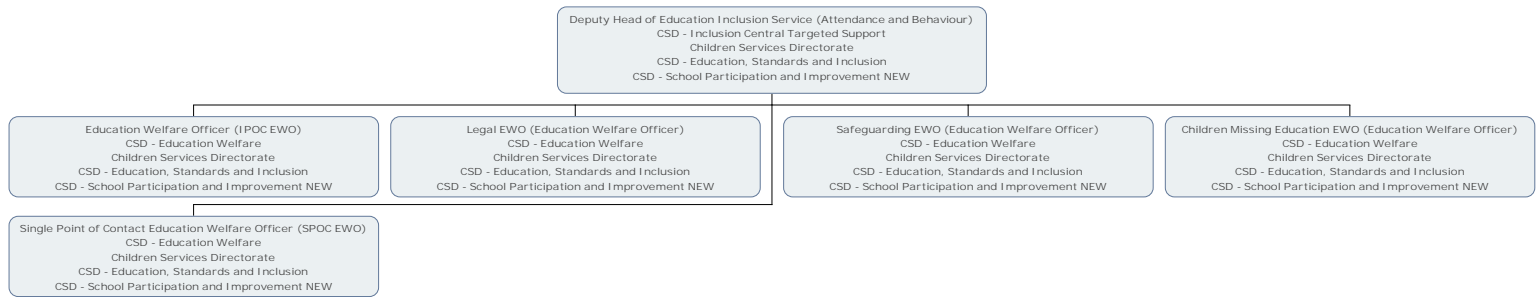 Deputy Head of Education Inclusion Service (Attendance and Behaviour)
CSD - Inclusion Central Targeted Support
Children Services Directorate
CSD - Education, Standards and Inclusion
CSD - School Participation and Improvement NEW
Education Welfare Officer (IPOC EWO)
CSD - Education Welfare
Children Services Directorate
CSD - Education, Standards and Inclusion
CSD - School Participation and Improvement NEW
Legal EWO (Education Welfare Officer)
CSD - Education Welfare
Children Services Directorate
CSD - Education, Standards and Inclusion
CSD - School Participation and Improvement NEW
Safeguarding EWO (Education Welfare Officer)
CSD - Education Welfare
Children Services Directorate
CSD - Education, Standards and Inclusion
CSD - School Participation and Improvement NEW
Children Missing Education EWO (Education Welfare Officer)
CSD - Education Welfare
Children Services Directorate
CSD - Education, Standards and Inclusion
CSD - School Participation and Improvement NEW
Single Point of Contact Education Welfare Officer (SPOC EWO)
CSD - Education Welfare
Children Services Directorate
CSD - Education, Standards and Inclusion
CSD - School Participation and Improvement NEW